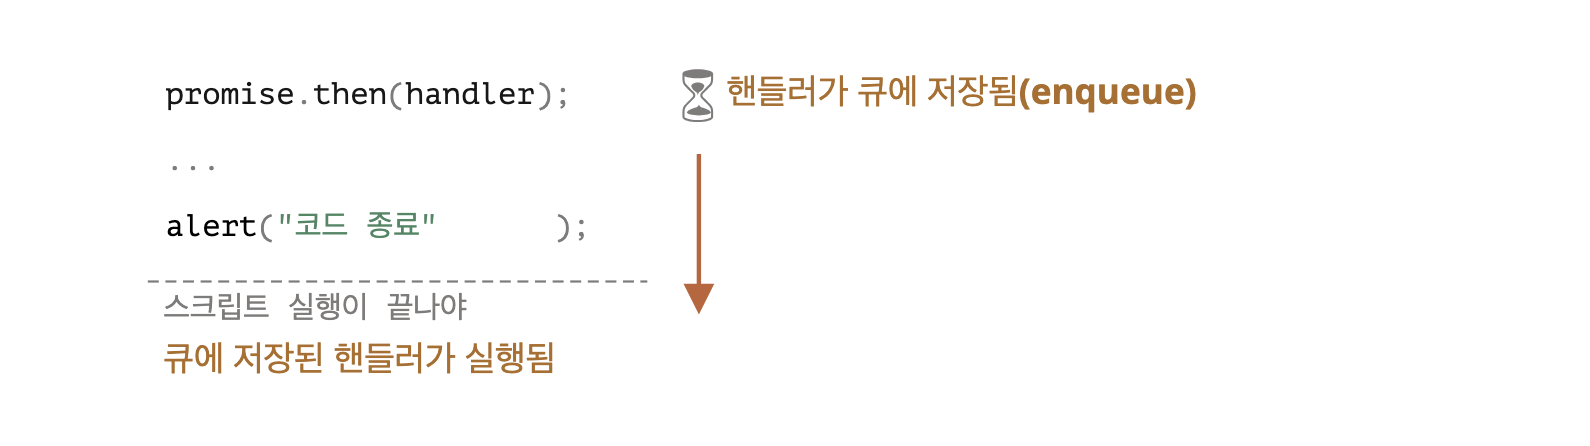 promise.then(handler);
핸들러가 큐에 저장됨(enqueue)
...
alert("코드 종료"      );
스크립트 실행이 끝나야
큐에 저장된 핸들러가 실행됨